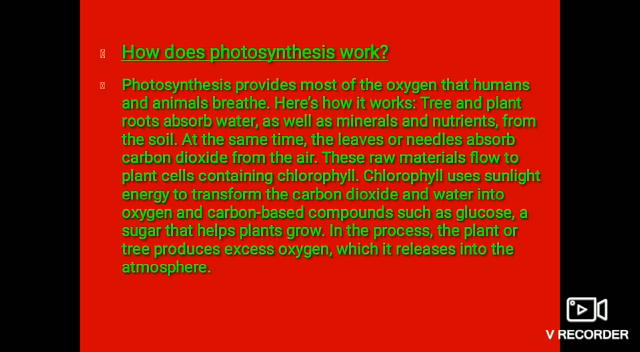 How does photosynthesis work?
Photosynthesis provides most of the oxygen that humans
and animals breathe. Here's how it works: Tree and plant
roots absorb water, as well as minerals and nutrients, from
the soil. At the same time, the leaves or needles absorb
carbon dioxide from the air. These raw materials flow to
plant cells containing chlorophyll. Chlorophyll uses sunlight
energy to transform the carbon dioxide and water into
oxygen and carbon-based compounds such as glucose, a
sugar that helps plants grow. In the process, the plant or
tree produces excess oxygen, which it releases into the
atmosphere.
V RECORDER